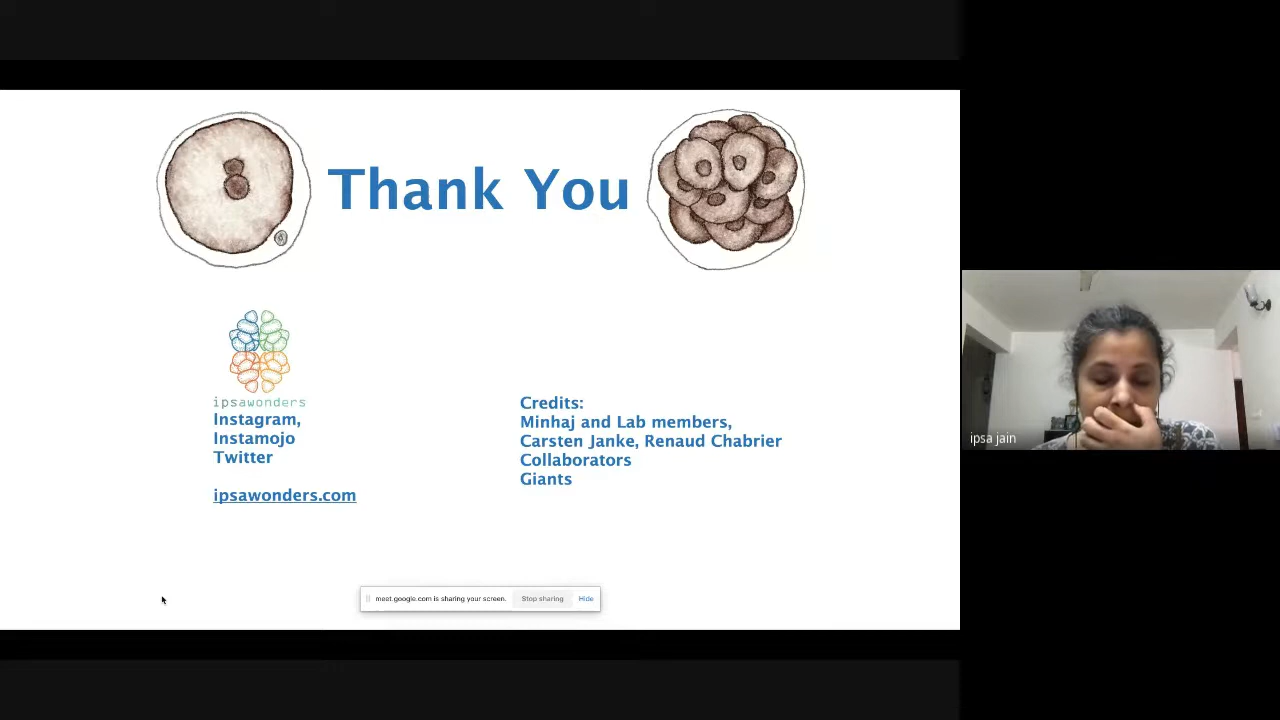 Thank You
ipsawonders
Instagram,
Instamojo
Twitter
ipsawonders.com
Credits:
Minhaj and Lab members,
Carsten Janke, Renaud Chabrier
Collaborators
Giants
meet.google.com is sharing your screen.
Stop sharing
Hide
ipsa jain